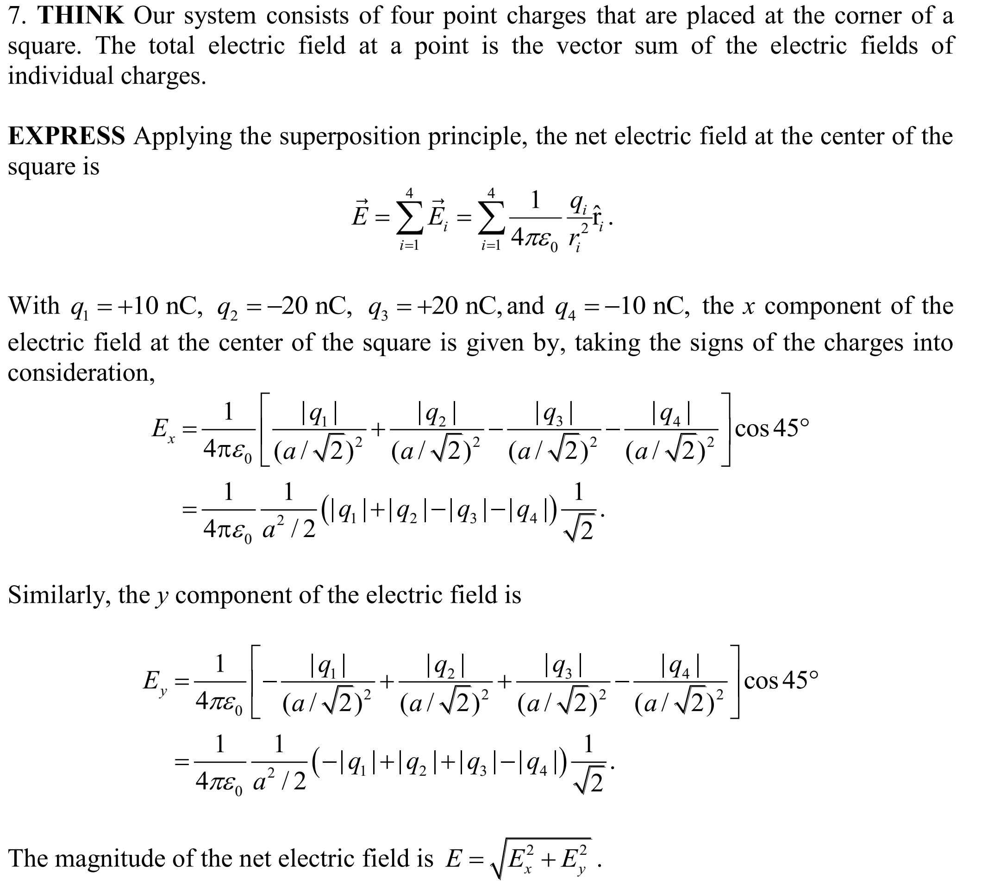 7. THINK Our system consists of four point charges that are placed at the corner of a
square. The total electric field at a point is the vector sum of the electric fields of
individual charges.
EXPRESS Applying the superposition principle, the net electric field at the center of the
square is
$\vec{E} = \sum_{i=1}^{4} \vec{E}_i = \sum_{i=1}^{4} \frac{1}{4\pi\varepsilon_0} \frac{q_i}{r_i^2} \hat{\mathrm{r}}_i.$
With $q_1 = +10$ nC, $q_2 = -20$ nC, $q_3 = +20$ nC, and $q_4 = -10$ nC, the x component of the
electric field at the center of the square is given by, taking the signs of the charges into
consideration,
$E_x = \frac{1}{4\pi\varepsilon_0} \left[ \frac{|q_1|}{(a/\sqrt{2})^2} + \frac{|q_2|}{(a/\sqrt{2})^2} - \frac{|q_3|}{(a/\sqrt{2})^2} - \frac{|q_4|}{(a/\sqrt{2})^2} \right] \cos 45°$
$= \frac{1}{4\pi\varepsilon_0} \frac{1}{a^2/2} \left( |q_1| + |q_2| - |q_3| - |q_4| \right) \frac{1}{\sqrt{2}}.$
Similarly, the y component of the electric field is
$E_y = \frac{1}{4\pi\varepsilon_0} \left[ -\frac{|q_1|}{(a/\sqrt{2})^2} + \frac{|q_2|}{(a/\sqrt{2})^2} + \frac{|q_3|}{(a/\sqrt{2})^2} - \frac{|q_4|}{(a/\sqrt{2})^2} \right] \cos 45°$
$= \frac{1}{4\pi\varepsilon_0} \frac{1}{a^2/2} \left( -|q_1| + |q_2| + |q_3| - |q_4| \right) \frac{1}{\sqrt{2}}.$
The magnitude of the net electric field is $E = \sqrt{E_x^2 + E_y^2}$.